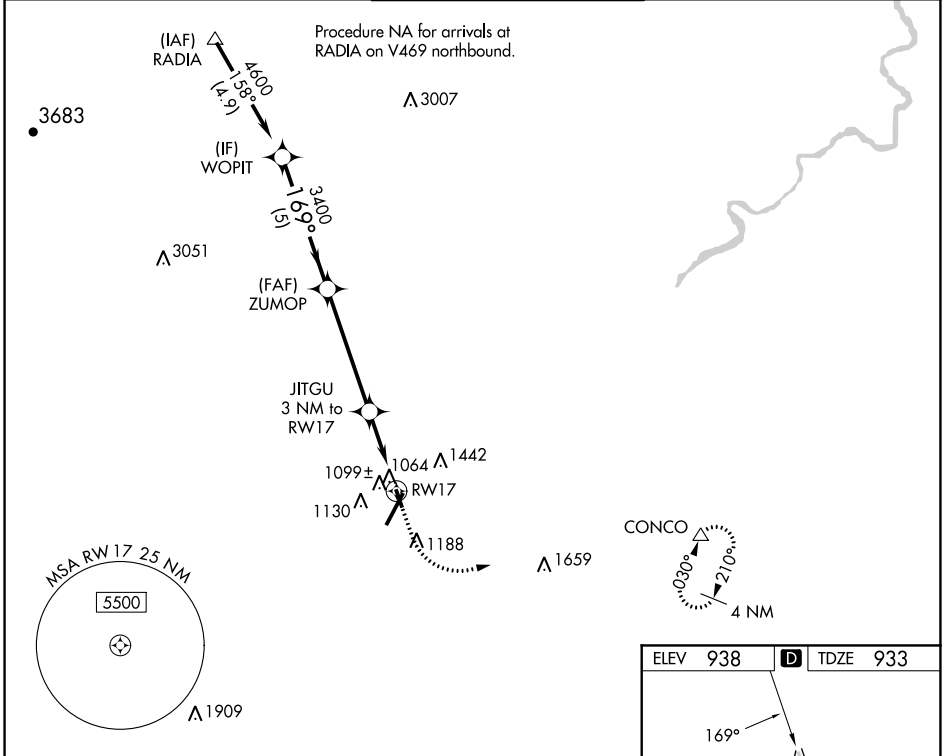 (IAF)
RADIA
Procedure NA for arrivals at
RADIA on V469 northbound.
4600
158°
(4.9)
3007
3683
(IF)
WOPIT
3400
169°
(5)
3051
(FAF)
ZUMOP
JITGU
3 NM to
RW17
1442
1099±
1064
RW17
1130
1188
CONCO
1659
030°
210°
4 NM
MSA RW17 25 NM
5500
1909
ELEV 938 D TDZE 933
169°